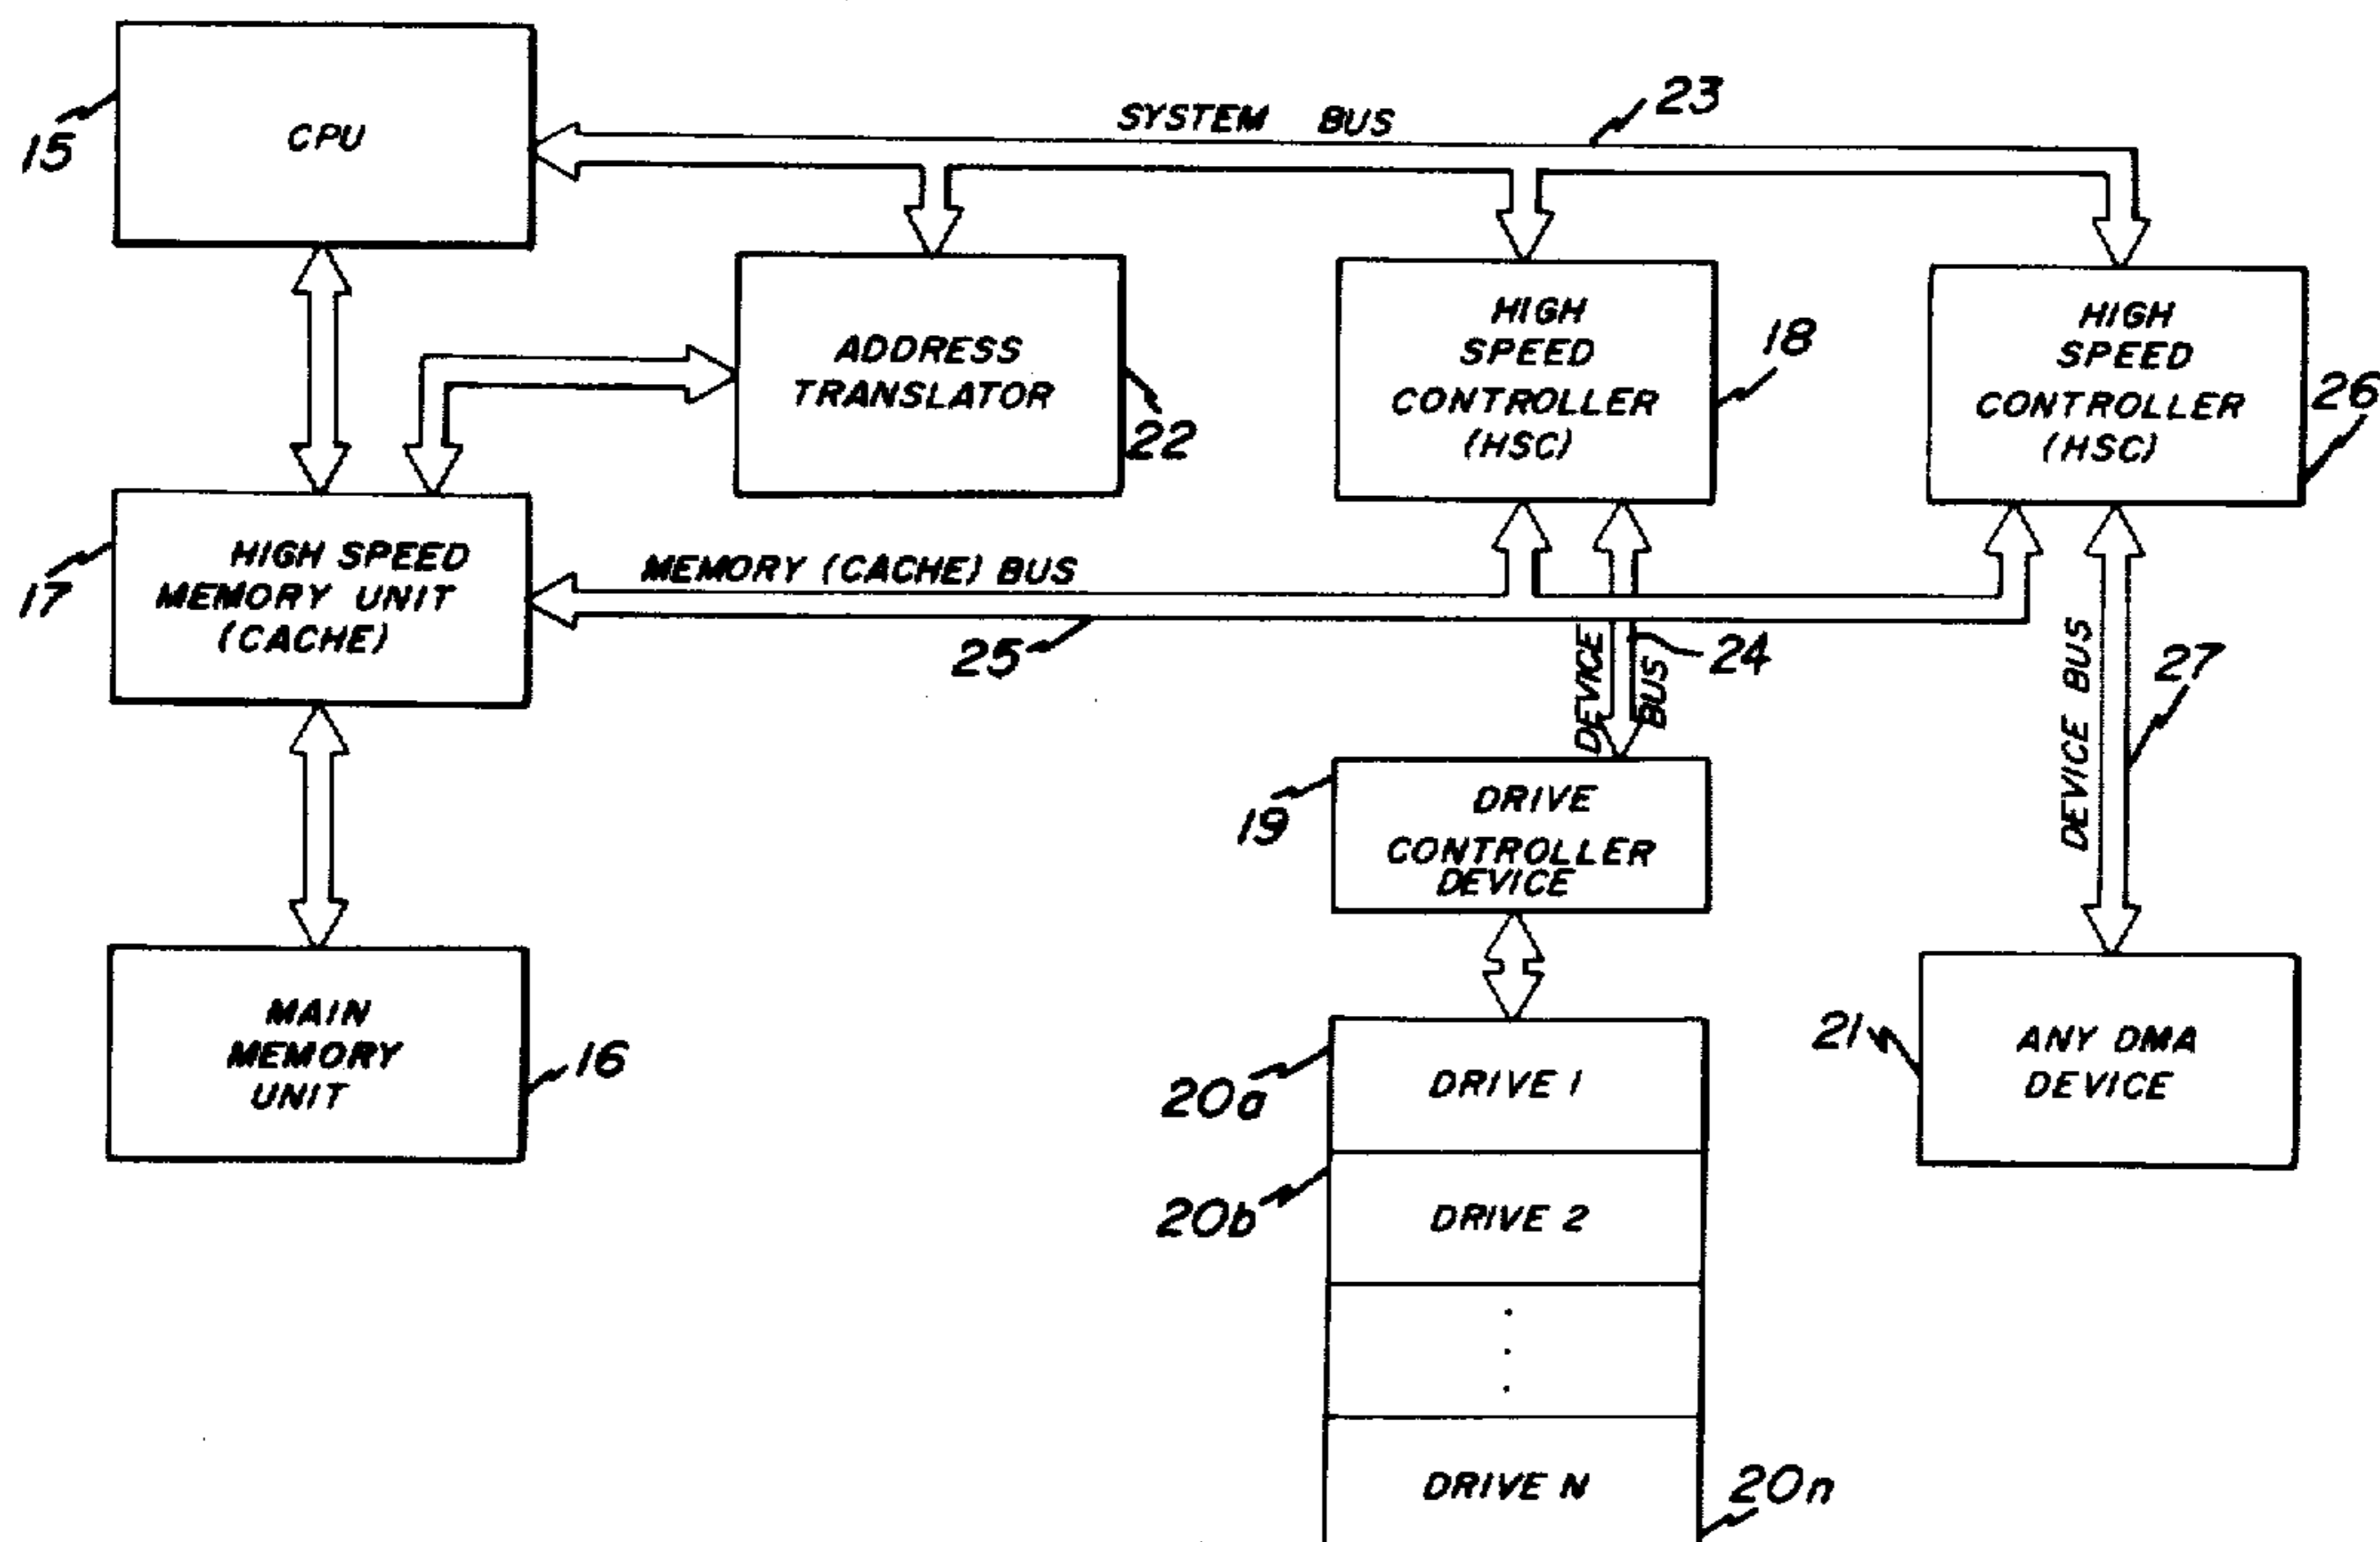 15
CPU
SYSTEM BUS
23
ADDRESS
TRANSLATOR
22
HIGH
SPEED
CONTROLLER
(HSC)
18
HIGH
SPEED
CONTROLLER
(HSC)
26
17
HIGH SPEED
MEMORY UNIT
(CACHE)
MEMORY (CACHE) BUS
25
DEVICE
BUS
24
DEVICE BUS
27
19
DRIVE
CONTROLLER
DEVICE
MAIN
MEMORY
UNIT
16
20a
DRIVE 1
20b
DRIVE 2
DRIVE N
20n
21
ANY DMA
DEVICE